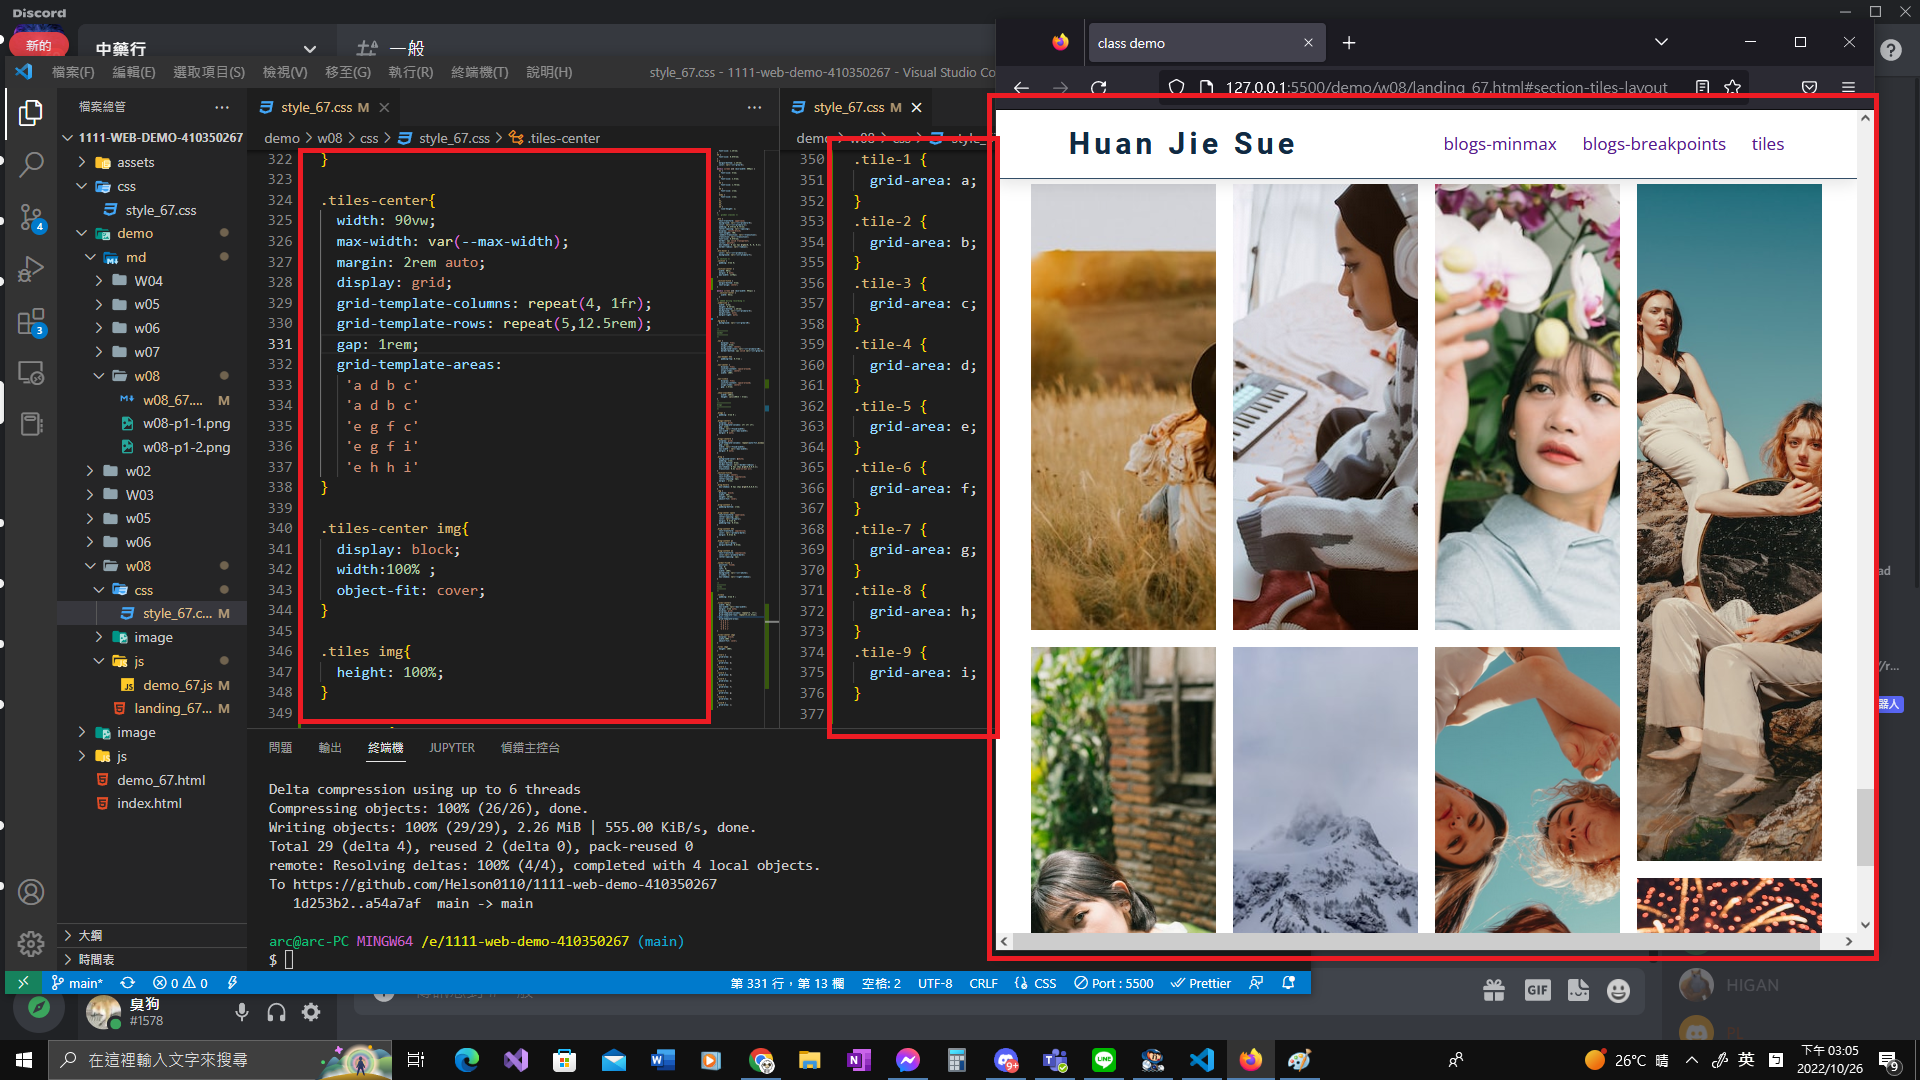 Discord
新的
中藥行
一般
檔案(F) 編輯(E) 選取項目(S) 檢視(V) 移至(G) 執行(R) 終端機(T) 說明(H)
style_67.css - 1111-web-demo-410350267 - Visual Studio Co
檔案總管
1111-WEB-DEMO-410350267
assets
css
style_67.css
demo
md
W04
w05
w06
w07
w08
w08_67.... M
w08-p1-1.png
w08-p1-2.png
w02
W03
w05
w06
w08
css
style_67.c... M
image
js
demo_67.js M
landing_67... M
image
js
demo_67.html
index.html
大綱
時間表
4
3
style_67.css M
demo > w08 > css > style_67.css > .tiles-center
322 }
323
324 .tiles-center{
325 width: 90vw;
326 max-width: var(--max-width);
327 margin: 2rem auto;
328 display: grid;
329 grid-template-columns: repeat(4, 1fr);
330 grid-template-rows: repeat(5,12.5rem);
331 gap: 1rem;
332 grid-template-areas:
333 'a d b c'
334 'a d b c'
335 'e g f c'
336 'e g f i'
337 'e h h i'
338 }
339
340 .tiles-center img{
341 display: block;
342 width:100% ;
343 object-fit: cover;
344 }
345
346 .tiles img{
347 height: 100%;
348 }
349
style_67.css M
350 .tile-1 {
351 grid-area: a;
352 }
353 .tile-2 {
354 grid-area: b;
355 }
356 .tile-3 {
357 grid-area: c;
358 }
359 .tile-4 {
360 grid-area: d;
361 }
362 .tile-5 {
363 grid-area: e;
364 }
365 .tile-6 {
366 grid-area: f;
367 }
368 .tile-7 {
369 grid-area: g;
370 }
371 .tile-8 {
372 grid-area: h;
373 }
374 .tile-9 {
375 grid-area: i;
376 }
377
問題 輸出 終端機 JUPYTER 偵錯主控台
Delta compression using up to 6 threads
Compressing objects: 100% (26/26), done.
Writing objects: 100% (29/29), 2.26 MiB | 555.00 KiB/s, done.
Total 29 (delta 4), reused 2 (delta 0), pack-reused 0
remote: Resolving deltas: 100% (4/4), completed with 4 local objects.
To https://github.com/Helson0110/1111-web-demo-410350267
1d253b2..a54a7af main -> main
arc@arc-PC MINGW64 /e/1111-web-demo-410350267 (main)
$
main* 0 0
第 331 行，第 13 欄 空格: 2 UTF-8 CRLF CSS Port : 5500 Prettier
class demo
127.0.0.1:5500/demo/w08/landing_67.html#section-tiles-layout
Huan Jie Sue
blogs-minmax blogs-breakpoints tiles
ad
器人
臭狗
#1578
GIF
HIGAN
在這裡輸入文字來搜尋
9+
26°C 晴
英
下午 03:05
2022/10/26
9